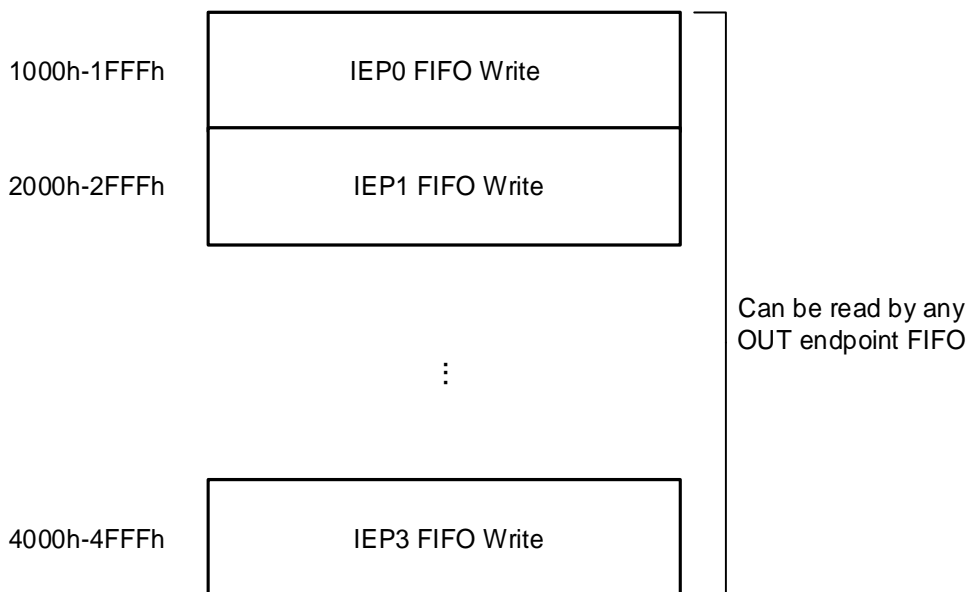 1000h-1FFFh
IEP0 FIFO Write
2000h-2FFFh
IEP1 FIFO Write
Can be read by any
OUT endpoint FIFO
...
4000h-4FFFh
IEP3 FIFO Write